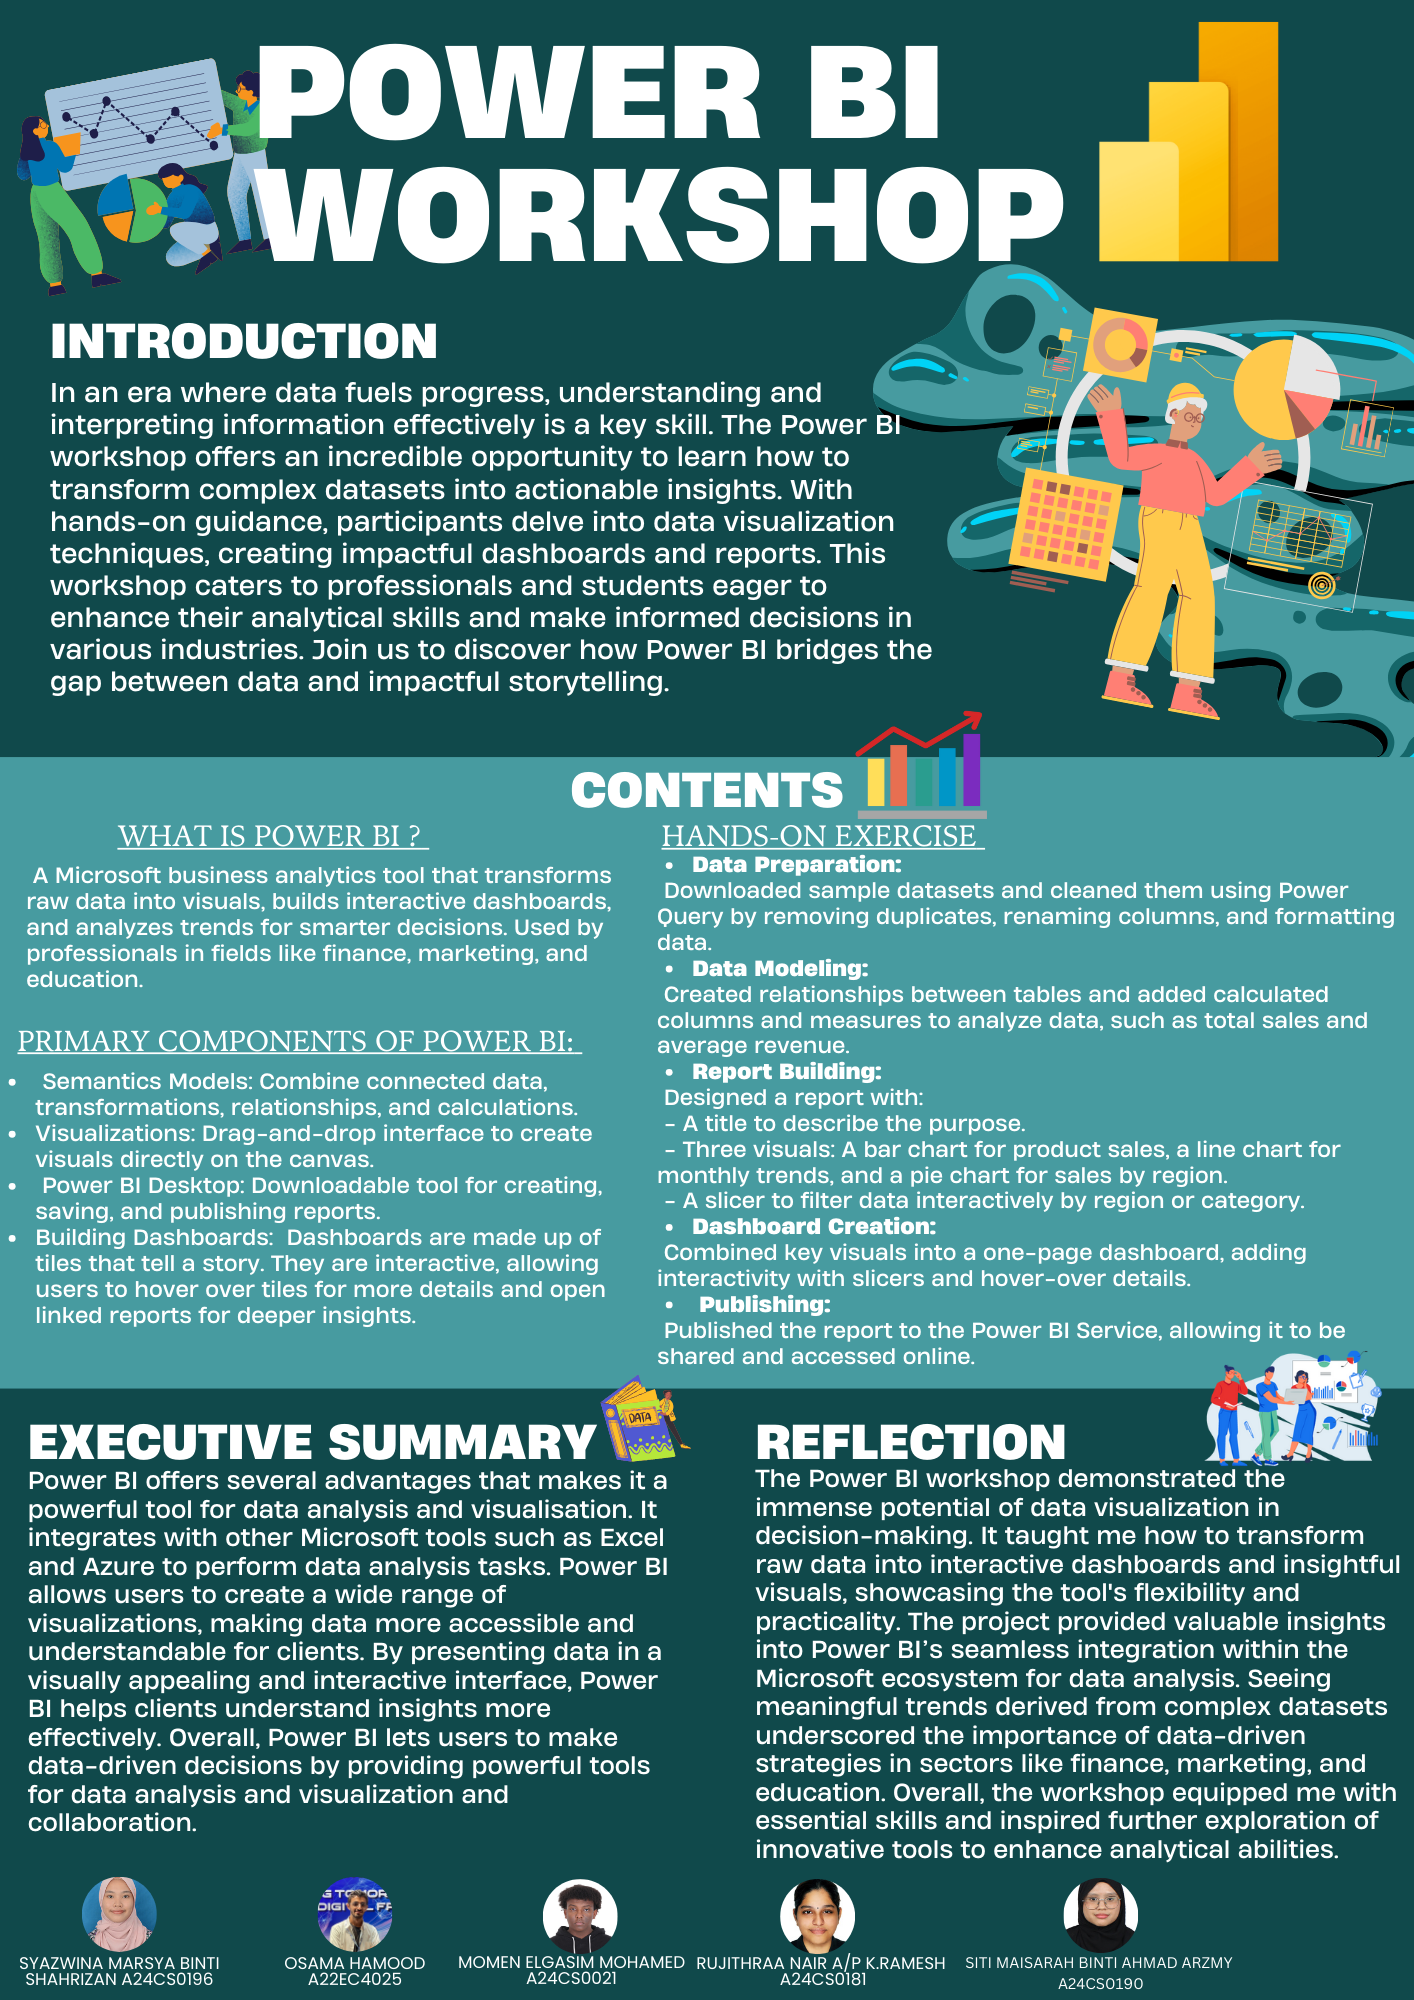 POWER BI
WORKSHOP
INTRODUCTION
In an era where data fuels progress, understanding and
interpreting information effectively is a key skill. The Power BI
workshop offers an incredible opportunity to learn how to
transform complex datasets into actionable insights. With
hands-on guidance, participants delve into data visualization
techniques, creating impactful dashboards and reports. This
workshop caters to professionals and students eager to
enhance their analytical skills and make informed decisions in
various industries. Join us to discover how Power BI bridges the
gap between data and impactful storytelling.
CONTENTS
WHAT IS POWER BI ?
A Microsoft business analytics tool that transforms
raw data into visuals, builds interactive dashboards,
and analyzes trends for smarter decisions. Used by
professionals in fields like finance, marketing, and
education.
PRIMARY COMPONENTS OF POWER BI:
• Semantics Models: Combine connected data,
transformations, relationships, and calculations.
• Visualizations: Drag-and-drop interface to create
visuals directly on the canvas.
• Power BI Desktop: Downloadable tool for creating,
saving, and publishing reports.
• Building Dashboards: Dashboards are made up of
tiles that tell a story. They are interactive, allowing
users to hover over tiles for more details and open
linked reports for deeper insights.
HANDS-ON EXERCISE
• Data Preparation:
Downloaded sample datasets and cleaned them using Power
Query by removing duplicates, renaming columns, and formatting
data.
• Data Modeling:
Created relationships between tables and added calculated
columns and measures to analyze data, such as total sales and
average revenue.
• Report Building:
Designed a report with:
- A title to describe the purpose.
- Three visuals: A bar chart for product sales, a line chart for
monthly trends, and a pie chart for sales by region.
- A slicer to filter data interactively by region or category.
• Dashboard Creation:
Combined key visuals into a one-page dashboard, adding
interactivity with slicers and hover-over details.
• Publishing:
Published the report to the Power BI Service, allowing it to be
shared and accessed online.
EXECUTIVE SUMMARY
DATA
Power BI offers several advantages that makes it a
powerful tool for data analysis and visualisation. It
integrates with other Microsoft tools such as Excel
and Azure to perform data analysis tasks. Power BI
allows users to create a wide range of
visualizations, making data more accessible and
understandable for clients. By presenting data in a
visually appealing and interactive interface, Power
BI helps clients understand insights more
effectively. Overall, Power BI lets users to make
data-driven decisions by providing powerful tools
for data analysis and visualization and
collaboration.
REFLECTION
The Power BI workshop demonstrated the
immense potential of data visualization in
decision-making. It taught me how to transform
raw data into interactive dashboards and insightful
visuals, showcasing the tool's flexibility and
practicality. The project provided valuable insights
into Power BI’s seamless integration within the
Microsoft ecosystem for data analysis. Seeing
meaningful trends derived from complex datasets
underscored the importance of data-driven
strategies in sectors like finance, marketing, and
education. Overall, the workshop equipped me with
essential skills and inspired further exploration of
innovative tools to enhance analytical abilities.
SYAZWINA MARSYA BINTI
SHAHRIZAN A24CS0196
OSAMA HAMOOD
A22EC4025
MOMEN ELGASIM MOHAMED
A24CS0021
RUJITHRAA NAIR A/P K.RAMESH
A24CS0181
SITI MAISARAH BINTI AHMAD ARZMY
A24CS0190